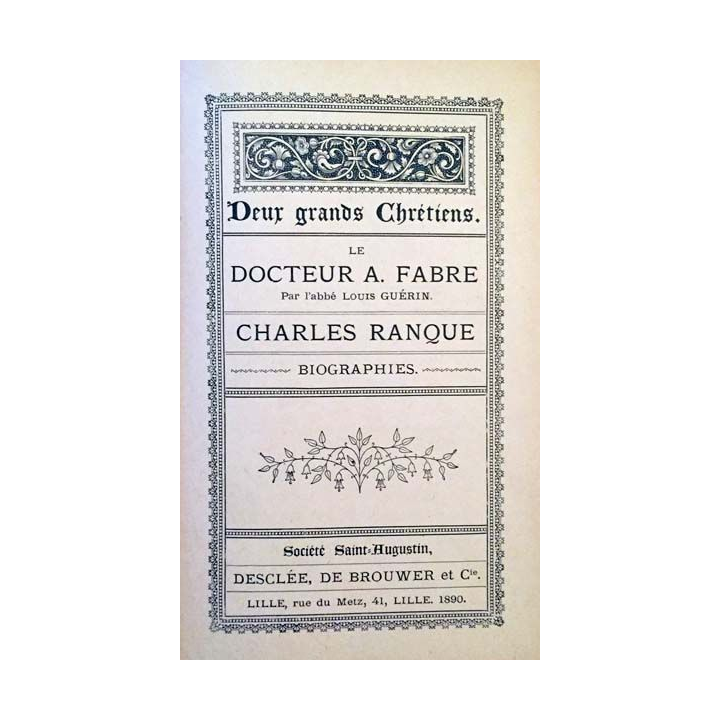 Deux grands Chrétiens.
LE
DOCTEUR A. FABRE
Par l'abbé LOUIS GUÉRIN.
CHARLES RANQUE
BIOGRAPHIES.
Société Saint-Augustin,
DESCLÉE, DE BROUWER et Cie.
LILLE, rue du Metz, 41, LILLE. 1890.